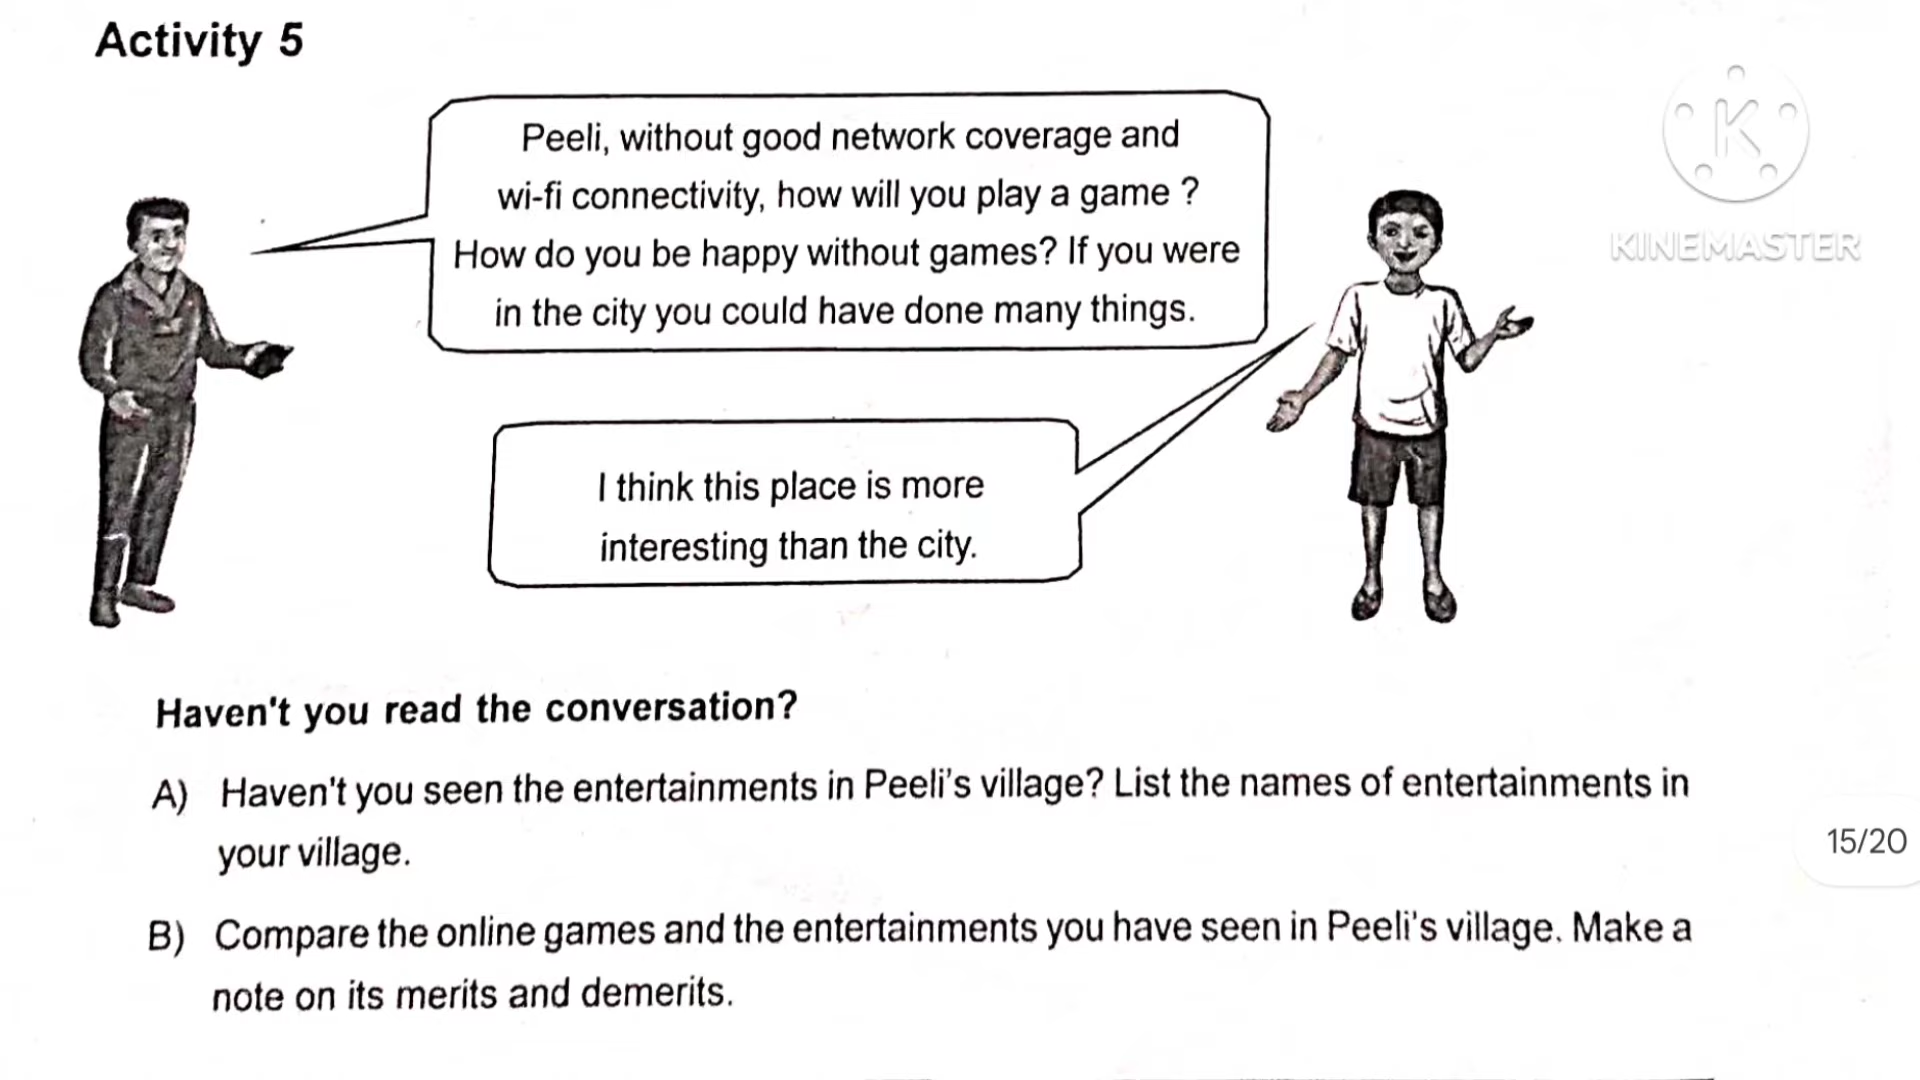 Activity 5
Peeli, without good network coverage and
wi-fi connectivity, how will you play a game ?
How do you be happy without games? If you were
in the city you could have done many things.
K
KINEMASTER
I think this place is more
interesting than the city.
Haven't you read the conversation?
A) Haven't you seen the entertainments in Peeli's village? List the names of entertainments in
your village.
15/20
B) Compare the online games and the entertainments you have seen in Peeli's village. Make a
note on its merits and demerits.